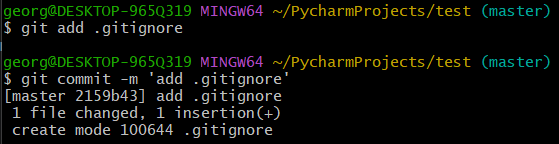 georg@DESKTOP-965Q319 MINGW64 ~/PycharmProjects/test (master)
$ git add .gitignore
georg@DESKTOP-965Q319 MINGW64 ~/PycharmProjects/test (master)
$ git commit -m 'add .gitignore'
[master 2159b43] add .gitignore
 1 file changed, 1 insertion(+)
 create mode 100644 .gitignore